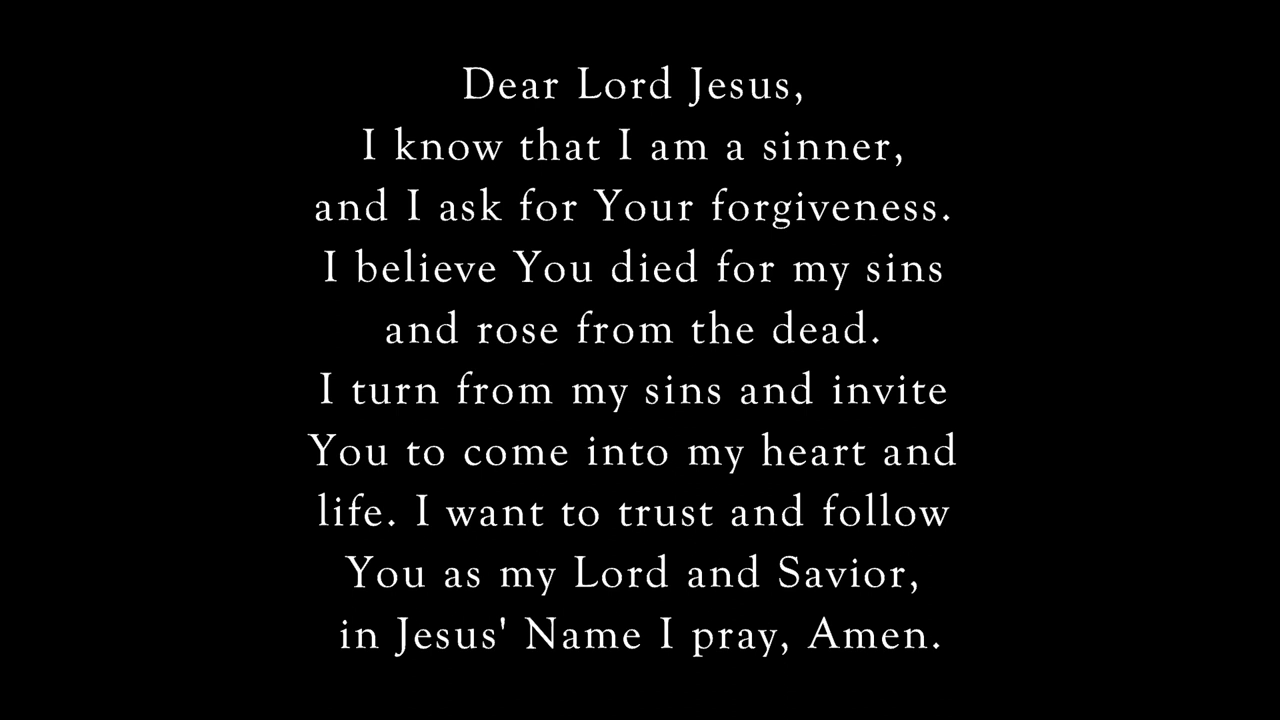 Dear Lord Jesus,
I know that I am a sinner,
and I ask for Your forgiveness.
I believe You died for my sins
and rose from the dead.
I turn from my sins and invite
You to come into my heart and
life. I want to trust and follow
You as my Lord and Savior,
in Jesus' Name I pray, Amen.